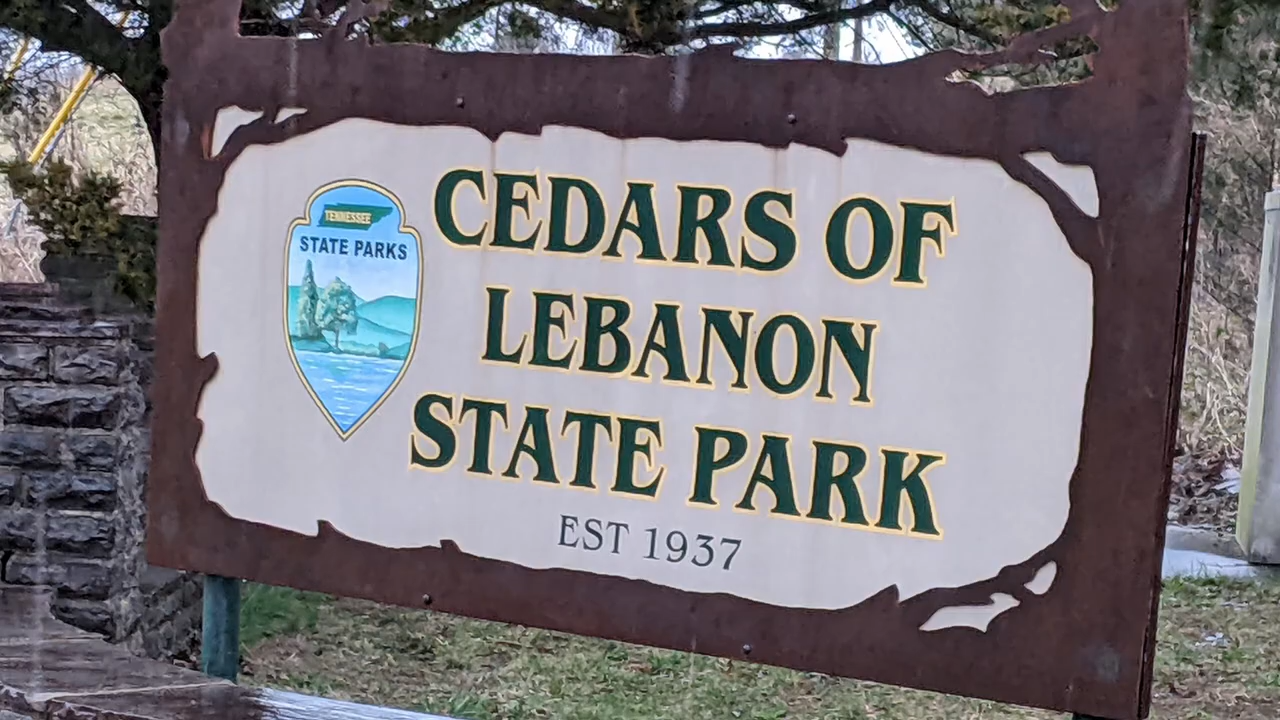 TENNESSEE
STATE PARKS
CEDARS OF
LEBANON
STATE PARK
EST 1937